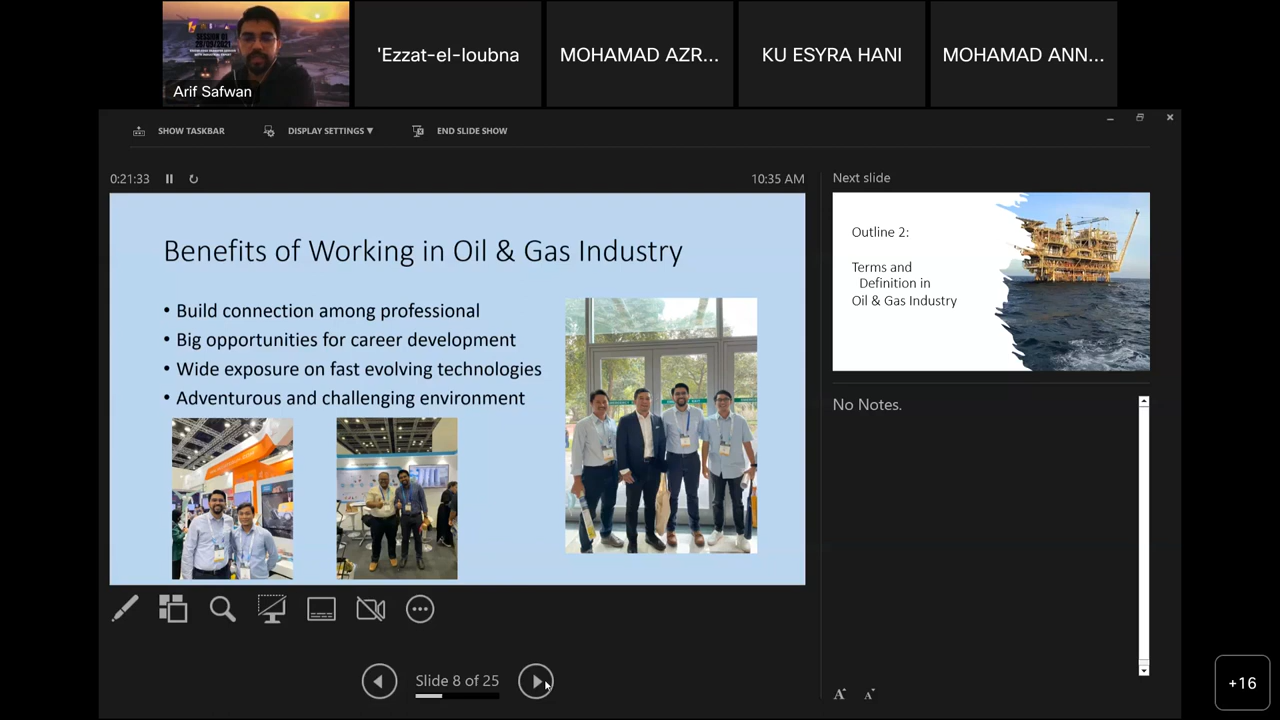 'Ezzat-el-loubna
MOHAMAD AZR...
KU ESYRA HANI
MOHAMAD ANN...
Arif Safwan
SHOW TASKBAR
DISPLAY SETTINGS ▼
END SLIDE SHOW
0:21:33
10:35 AM
Benefits of Working in Oil & Gas Industry
• Build connection among professional
• Big opportunities for career development
• Wide exposure on fast evolving technologies
• Adventurous and challenging environment
Next slide
Outline 2:
Terms and
Definition in
Oil & Gas Industry
No Notes.
Slide 8 of 25
A
A
+16